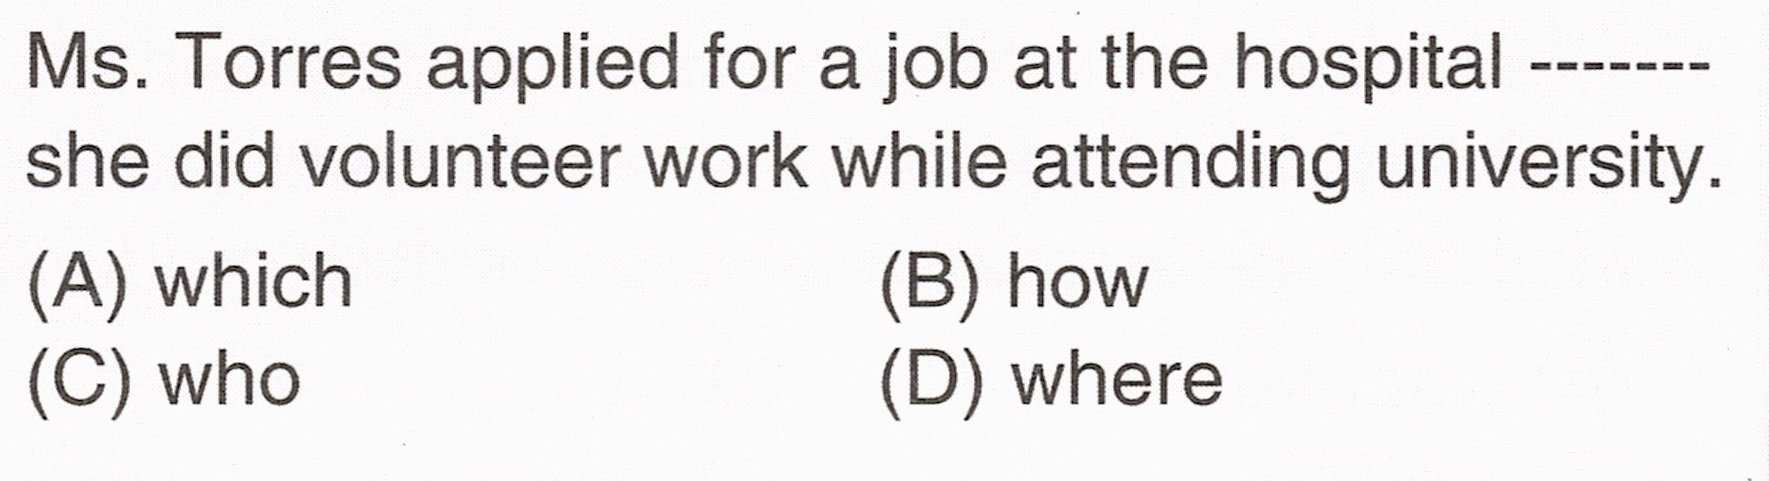 Ms. Torres applied for a job at the hospital -------
she did volunteer work while attending university.
(A) which (B) how
(C) who (D) where